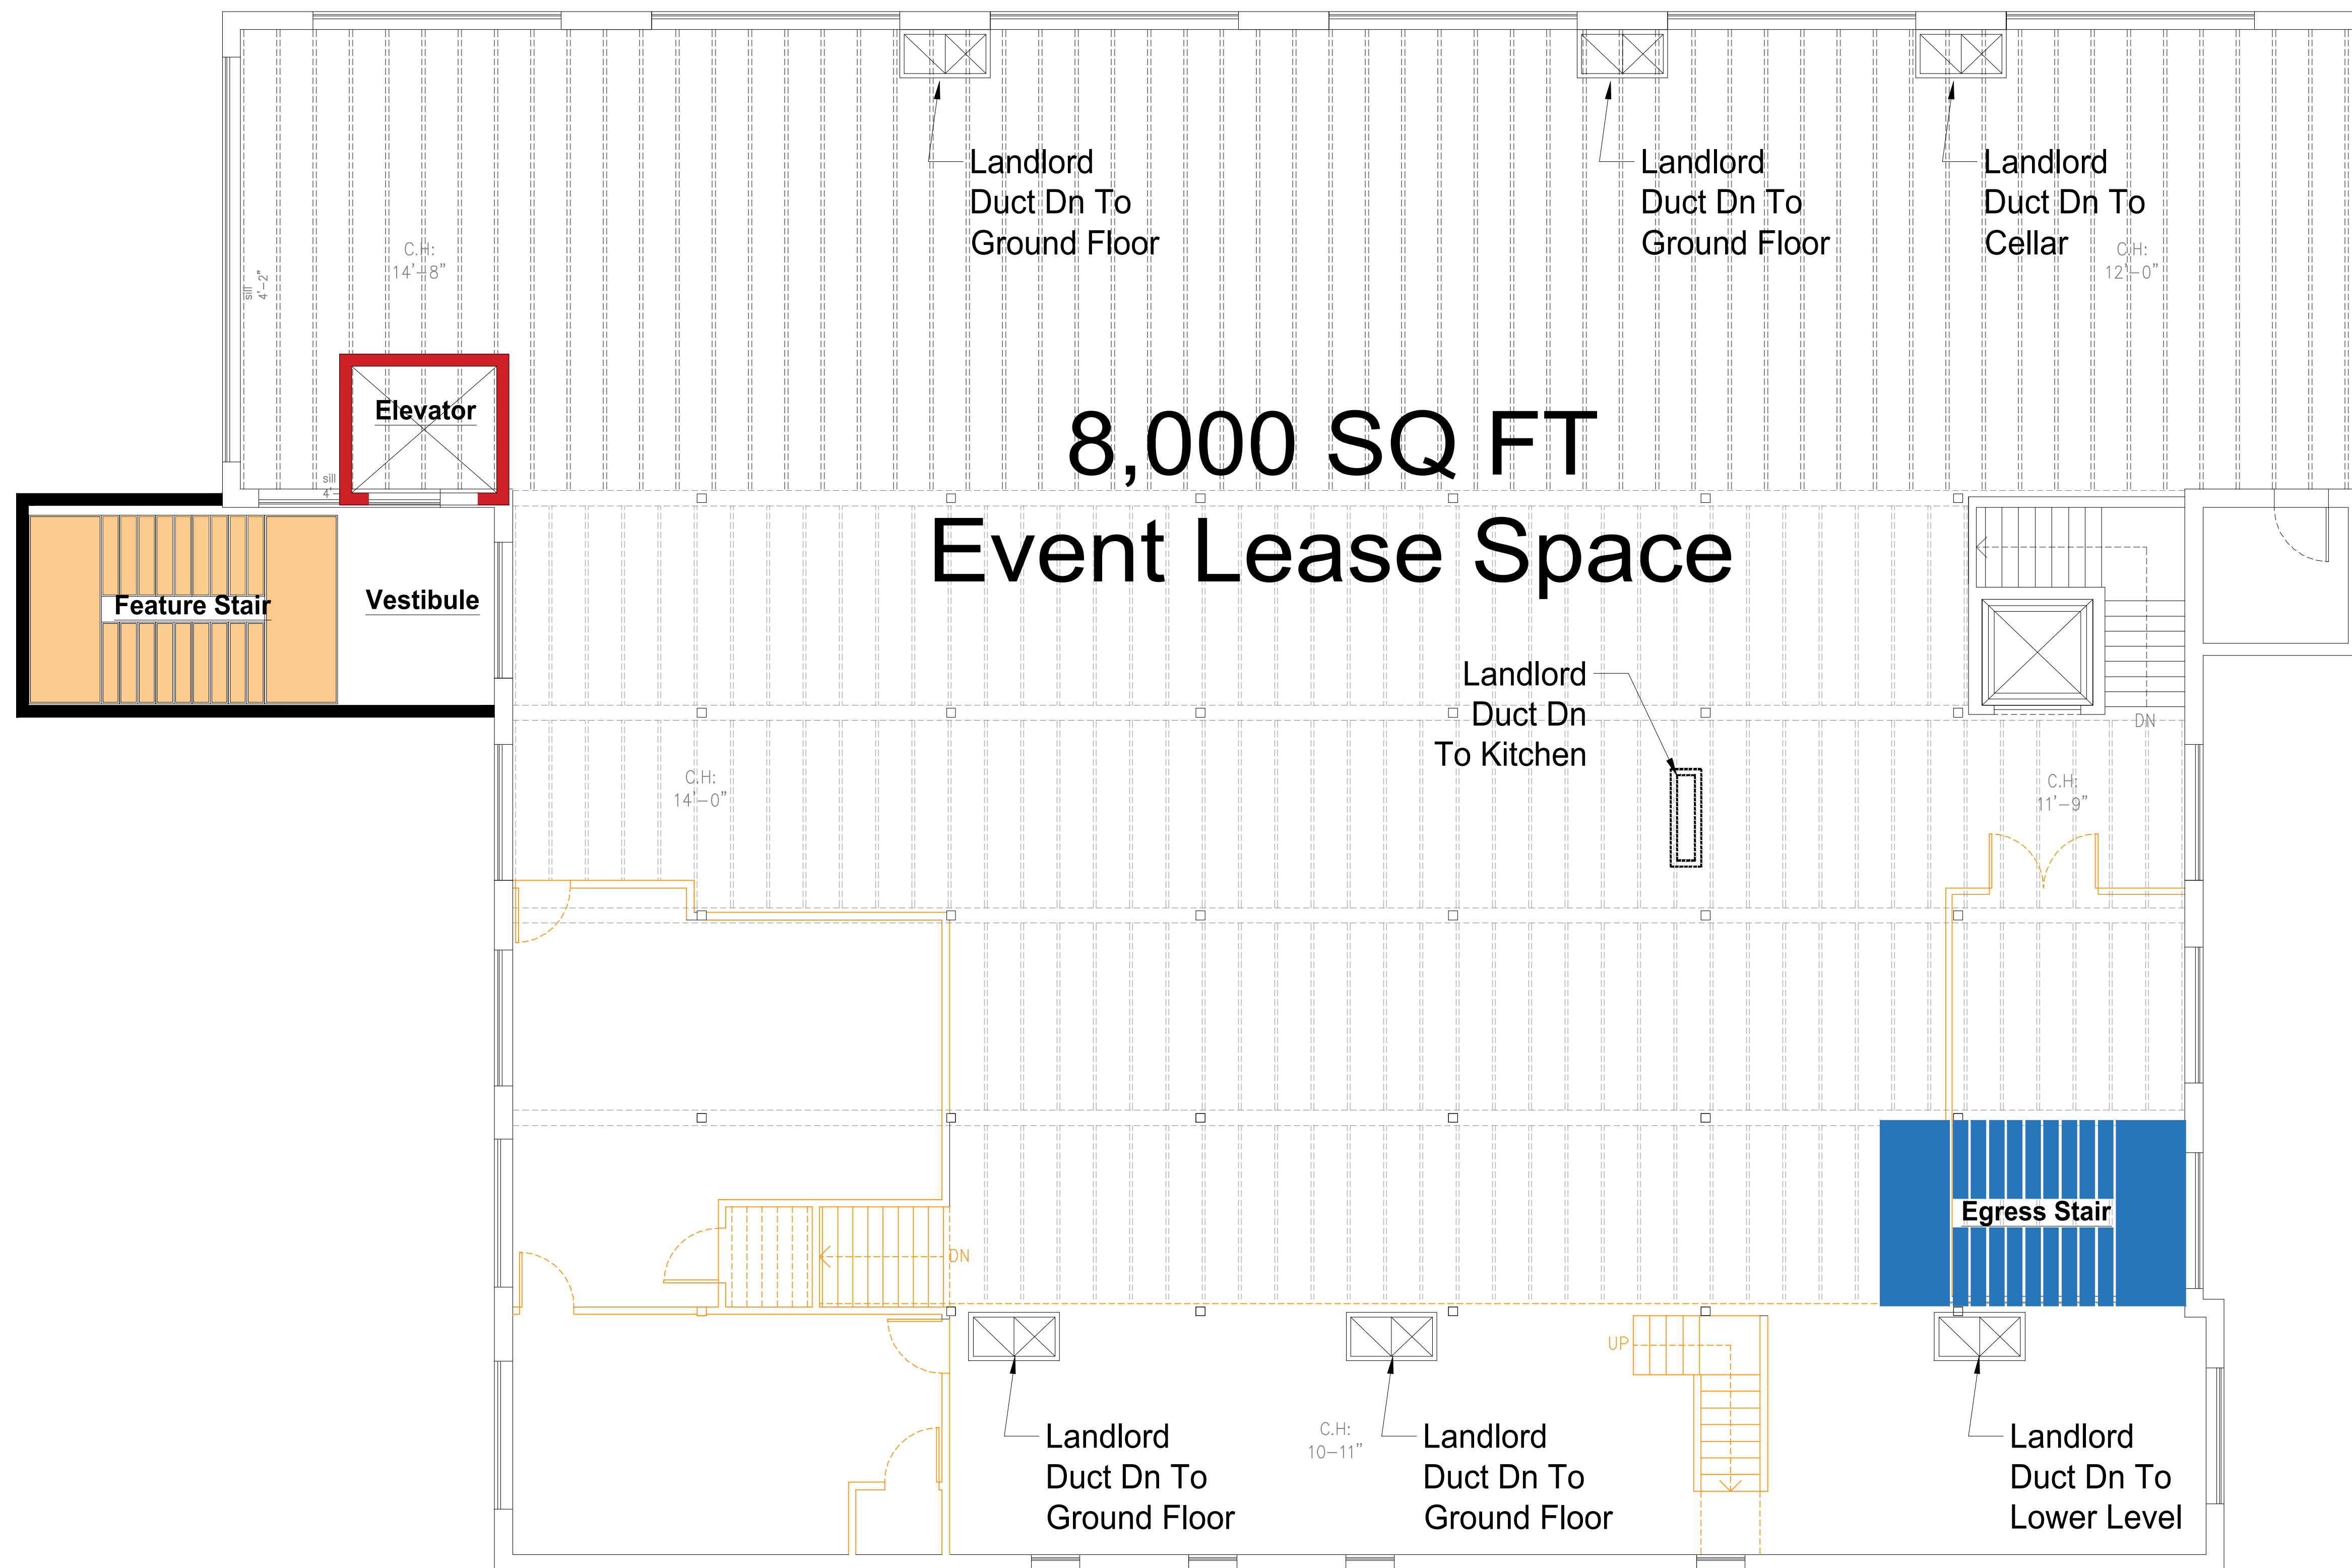 Landlord
Duct Dn To
Ground Floor
Landlord
Duct Dn To
Ground Floor
Landlord
Duct Dn To
Cellar
C.H:
14'-8"
C.H:
12'-0"
sill
4'-2"
Elevator
sill
4'-
8,000 SQ FT
Event Lease Space
Feature Stair
Vestibule
Landlord
Duct Dn
To Kitchen
DN
C.H:
14'-0"
C.H:
11'-9"
Egress Stair
DN
UP
Landlord
Duct Dn To
Ground Floor
C.H:
10-11"
Landlord
Duct Dn To
Ground Floor
Landlord
Duct Dn To
Lower Level